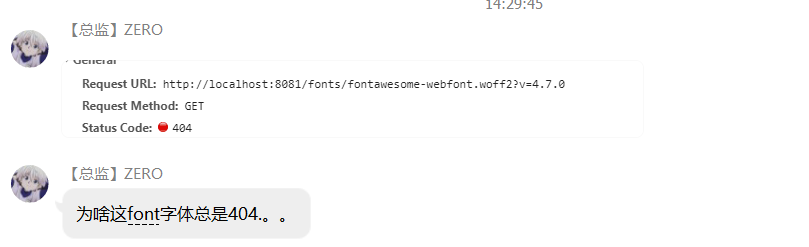 14:29:45
【总监】ZERO
General
Request URL: http://localhost:8081/fonts/fontawesome-webfont.woff2?v=4.7.0
Request Method: GET
Status Code: 404
【总监】ZERO
为啥这font字体总是404.。。